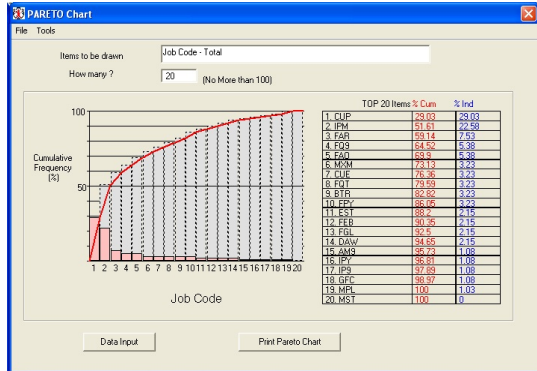 PARETO Chart
File Tools
Items to be drawn Job Code - Total
How many ? 20 (No More than 100)
TOP 20 Items % Cum % Ind
1. CUP 29.03 29.03
2. IPM 51.61 22.58
3. FAR 59.14 7.53
4. FQ9 64.52 5.38
5. FAO 69.9 5.38
6. MXM 73.13 3.23
7. CUE 76.36 3.23
8. FQT 79.59 3.23
9. BTR 82.82 3.23
10. FPY 86.05 3.23
11. EST 88.2 2.15
12. FEB 90.35 2.15
13. FGL 92.5 2.15
14. DAW 94.65 2.15
15. AM9 95.73 1.08
16. IPY 96.81 1.08
17. IP9 97.89 1.08
18. GFC 98.97 1.08
19. MPL 100 1.03
20. MST 100 0
100
Cumulative
Frequency
(%)
50
1 2 3 4 5 6 7 8 9 10 11 12 13 14 15 16 17 18 19 20
Job Code
Data Input Print Pareto Chart